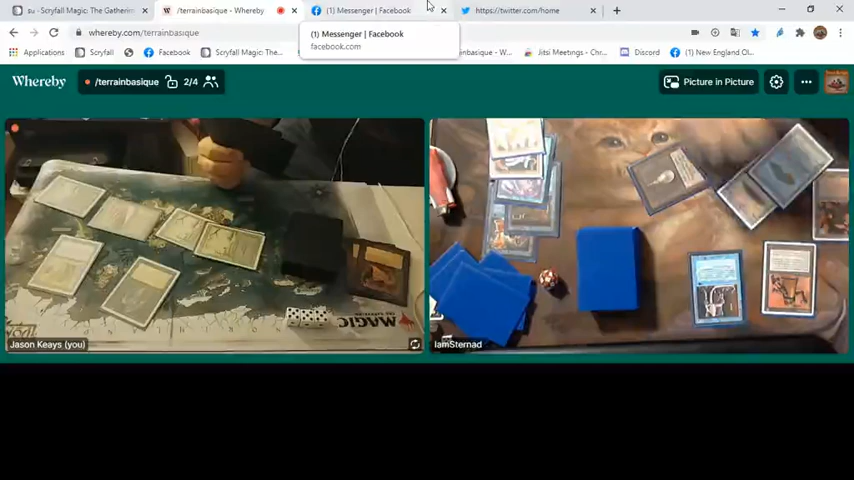 su - Scryfall Magic: The Gatherin
/terrainbasique - Whereby
(1) Messenger | Facebook
https://twitter.com/home
whereby.com/terrainbasique
(1) Messenger | Facebook
facebook.com
Applications
Scryfall
Facebook
Scryfall Magic: The...
nbasique - W...
Jitsi Meetings - Chr...
Discord
(1) New England Ol...
Whereby
/terrainbasique
2/4
Picture in Picture
MAGIC
Jason Keays (you)
IamSternad